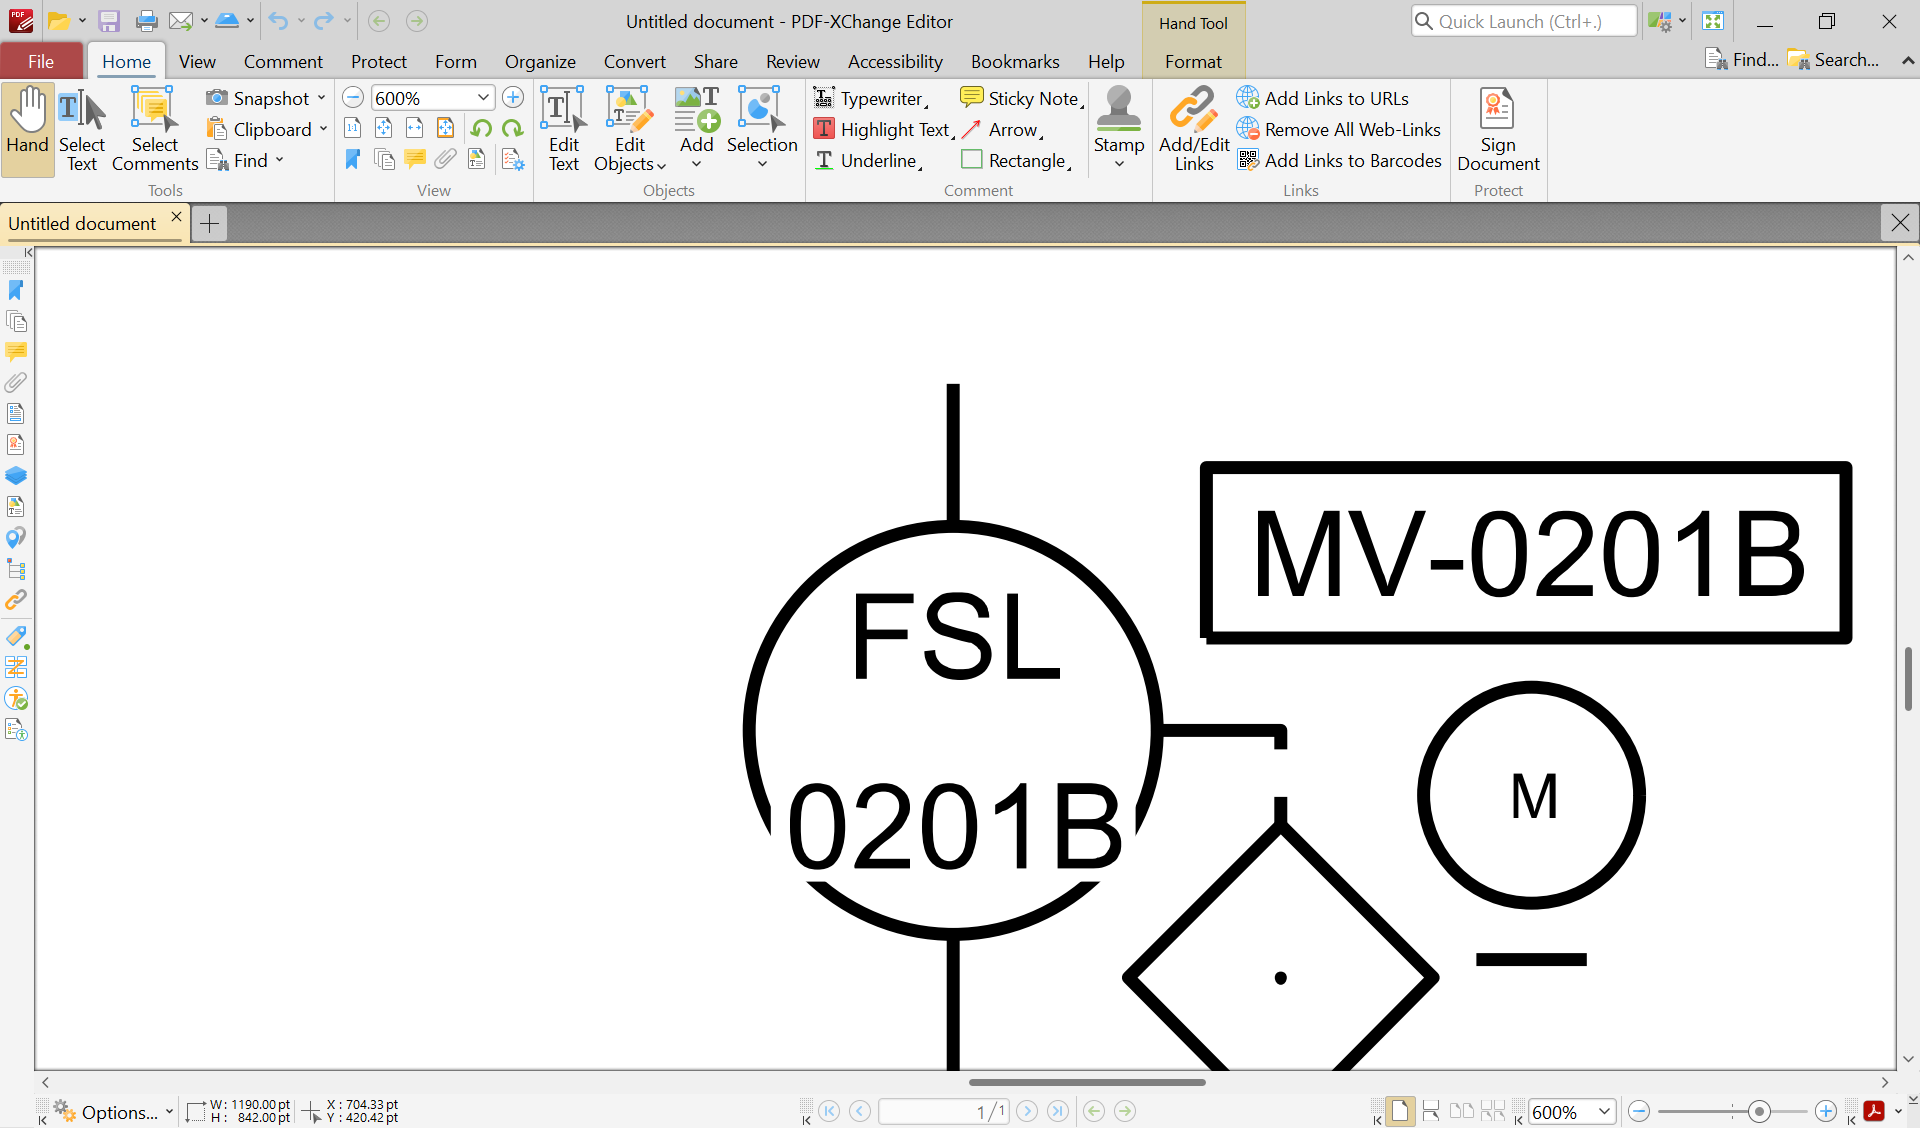 Untitled document - PDF-XChange Editor
Hand Tool
Quick Launch (Ctrl+.)
File
Home
View
Comment
Protect
Form
Organize
Convert
Share
Review
Accessibility
Bookmarks
Help
Format
Find...
Search...
Hand
Select Text
Select Comments
Snapshot
Clipboard
Find
Tools
600%
View
Edit Text
Edit Objects
Add
Selection
Objects
Typewriter
Highlight Text
Underline
Sticky Note
Arrow
Rectangle
Stamp
Comment
Add/Edit Links
Add Links to URLs
Remove All Web-Links
Add Links to Barcodes
Links
Sign Document
Protect
Untitled document
MV-0201B
FSL
0201B
M
Options...
W: 1190.00 pt
H: 842.00 pt
X: 704.33 pt
Y: 420.42 pt
1/1
600%